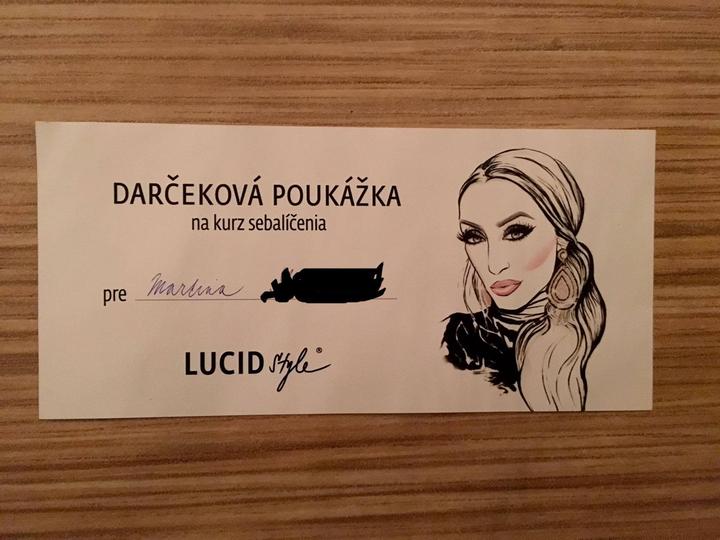 DARČEKOVÁ POUKÁŽKA
na kurz sebalíčenia
pre Martina
LUCID Style®